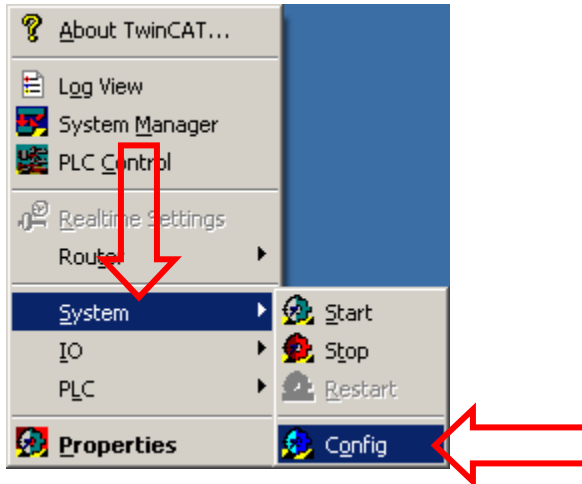 About TwinCAT...
Log View
System Manager
PLC Control
Realtime Settings
Router
System
IO
PLC
Properties
Start
Stop
Restart
Config